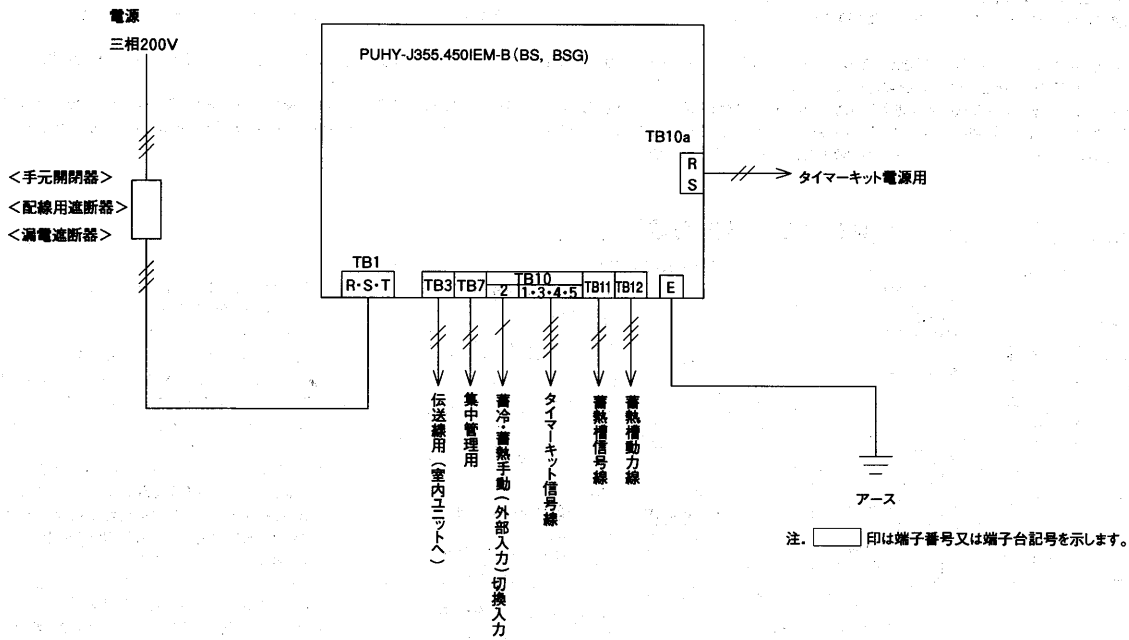 電源
三相200V
PUHY-J355.450IEM-B(BS, BSG)
TB10a
R
S
タイマーキット電源用
<手元開閉器>
<配線用遮断器>
<漏電遮断器>
TB1
R・S・T
TB3
TB7
TB10
2
1・3・4・5
TB11
TB12
E
伝送線用(室内ユニットへ)
集中管理用
蓄冷・蓄熱手動(外部入力)切換入力
タイマーキット信号線
蓄熱槽信号線
蓄熱槽動力線
アース
注. 印は端子番号又は端子台記号を示します。